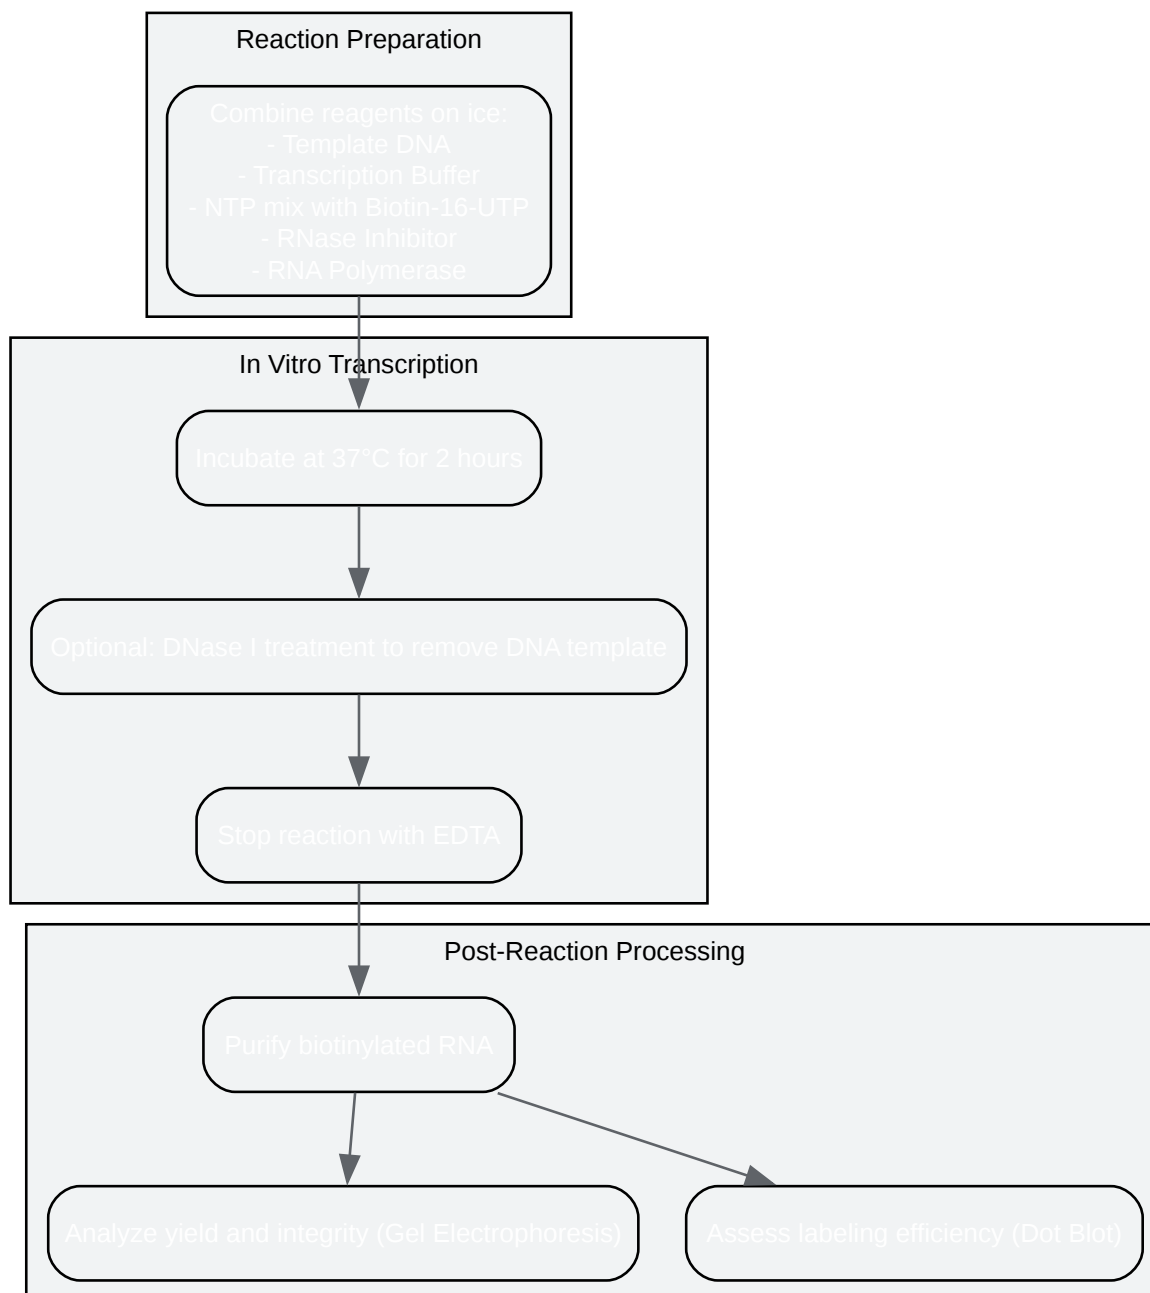 Reaction Preparation
Combine reagents on ice:
- Template DNA
- Transcription Buffer
- NTP mix with Biotin-16-UTP
- RNase Inhibitor
- RNA Polymerase
In Vitro Transcription
Incubate at 37°C for 2 hours
Optional: DNase I treatment to remove DNA template
Stop reaction with EDTA
Post-Reaction Processing
Purify biotinylated RNA
Analyze yield and integrity (Gel Electrophoresis)
Assess labeling efficiency (Dot Blot)